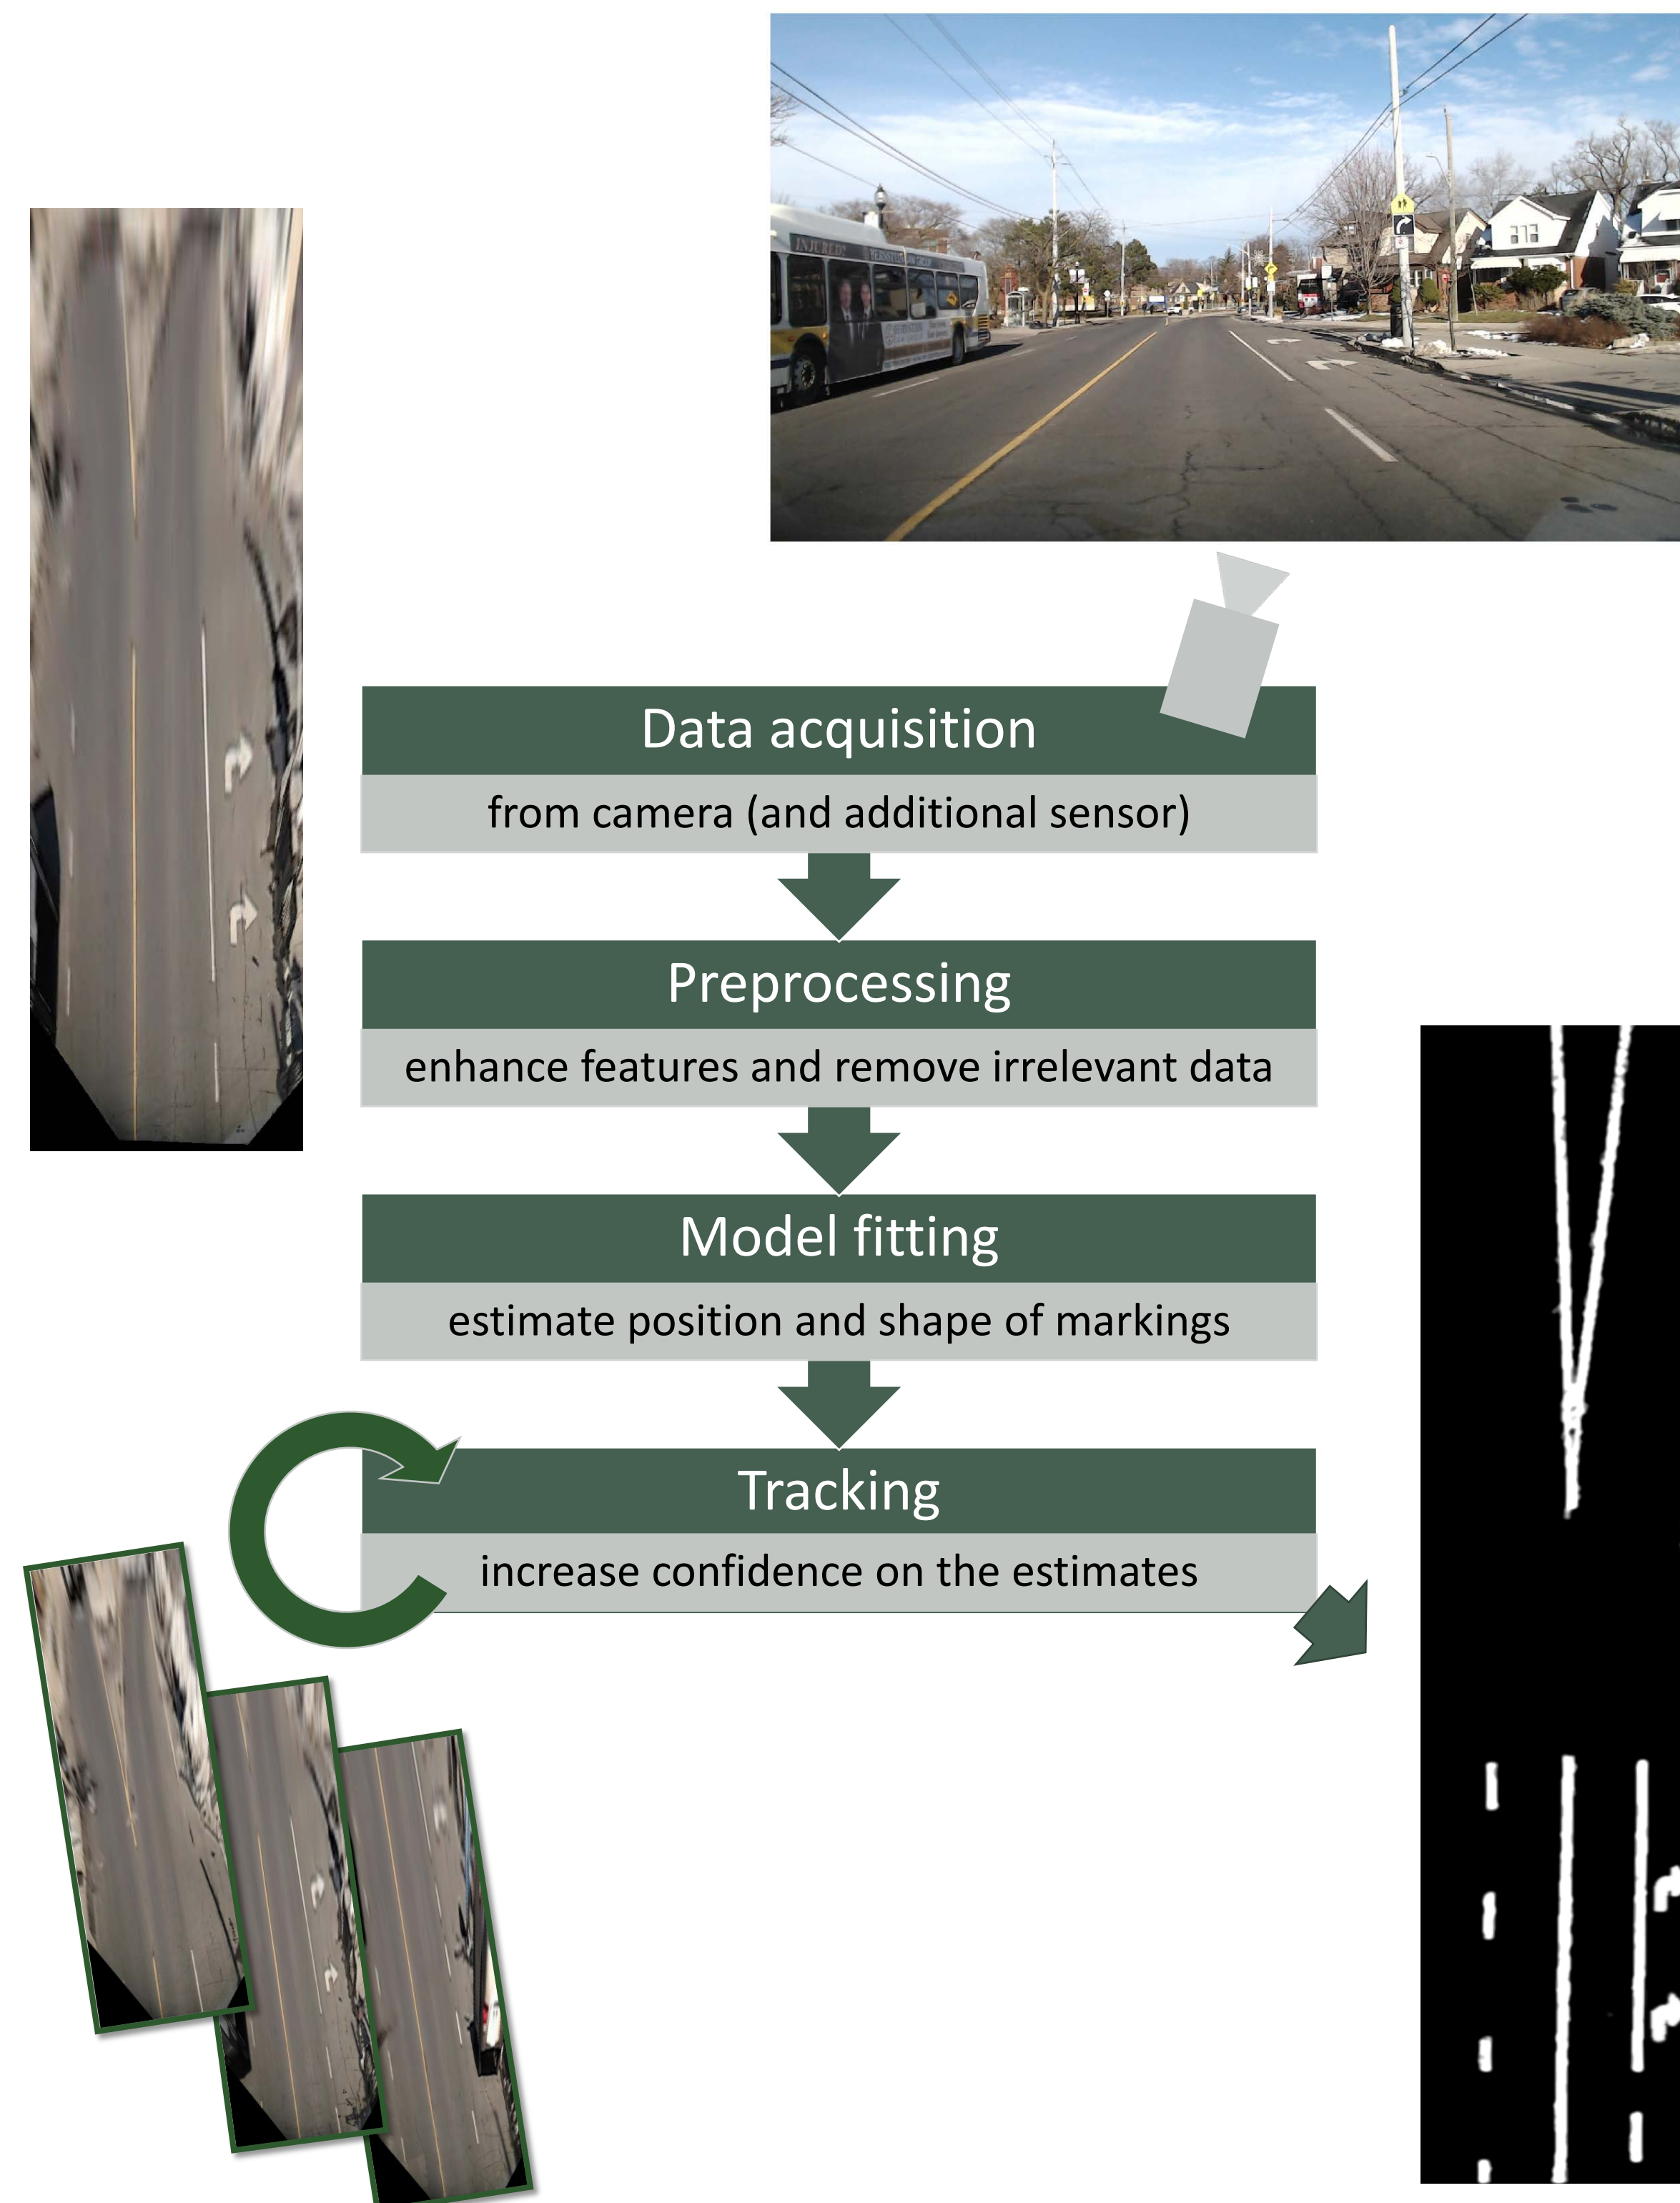 INJURED?
Data acquisition
from camera (and additional sensor)
Preprocessing
enhance features and remove irrelevant data
Model fitting
estimate position and shape of markings
Tracking
increase confidence on the estimates